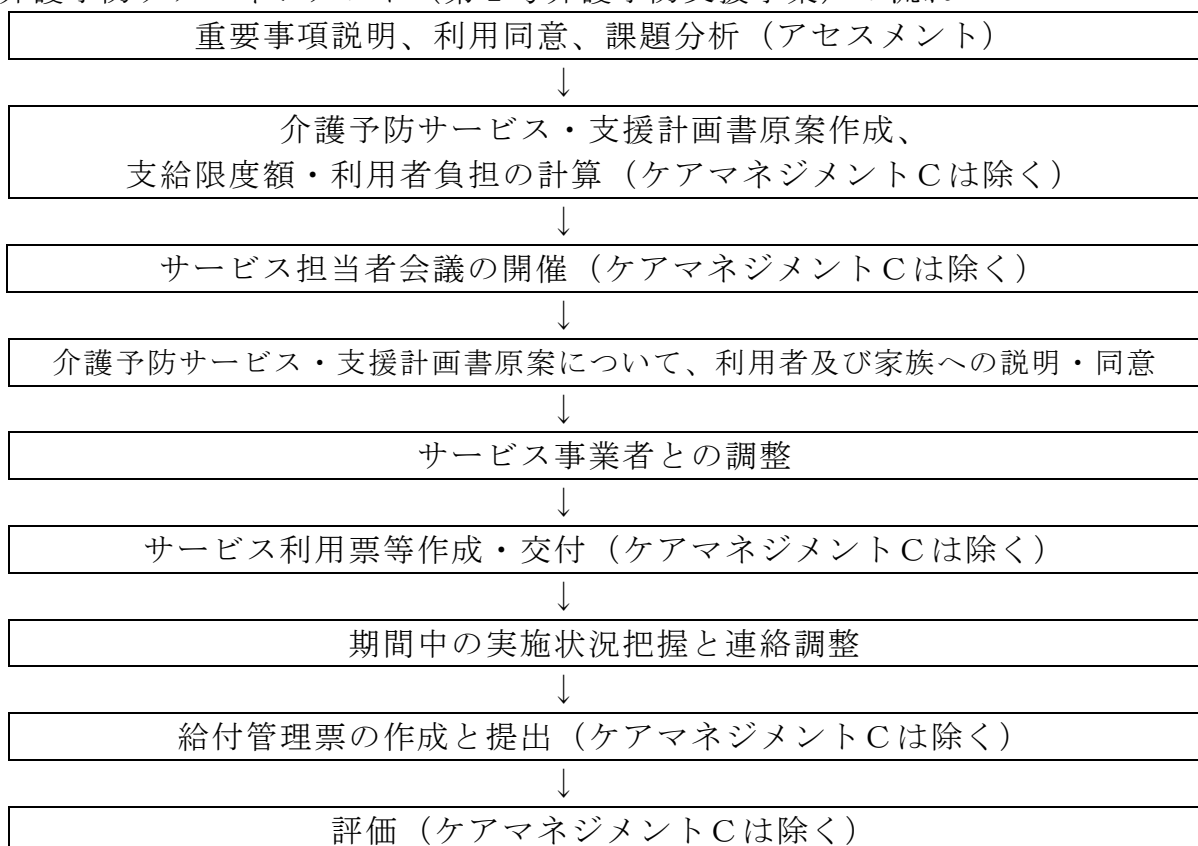 重要事項説明、利用同意、課題分析（アセスメント）
↓
介護予防サービス・支援計画書原案作成、
支給限度額・利用者負担の計算（ケアマネジメントＣは除く）
↓
サービス担当者会議の開催（ケアマネジメントＣは除く）
↓
介護予防サービス・支援計画書原案について、利用者及び家族への説明・同意
↓
サービス事業者との調整
↓
サービス利用票等作成・交付（ケアマネジメントＣは除く）
↓
期間中の実施状況把握と連絡調整
↓
給付管理票の作成と提出（ケアマネジメントＣは除く）
↓
評価（ケアマネジメントＣは除く）